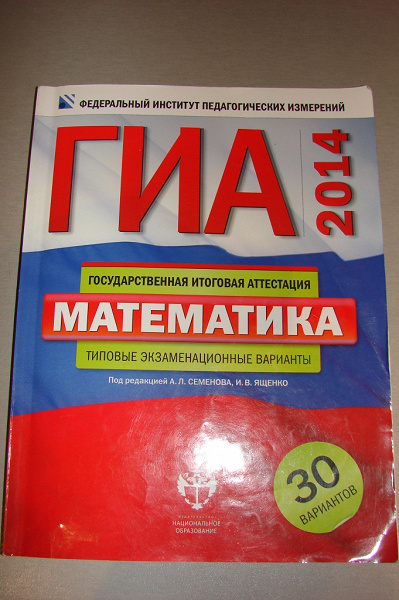 ФЕДЕРАЛЬНЫЙ ИНСТИТУТ ПЕДАГОГИЧЕСКИХ ИЗМЕРЕНИЙ
ГИА
2014
ГОСУДАРСТВЕННАЯ ИТОГОВАЯ АТТЕСТАЦИЯ
МАТЕМАТИКА
ТИПОВЫЕ ЭКЗАМЕНАЦИОННЫЕ ВАРИАНТЫ
Под редакцией А. Л. СЕМЕНОВА, И. В. ЯЩЕНКО
30
ВАРИАНТОВ
ИЗДАТЕЛЬСТВО
НАЦИОНАЛЬНОЕ
ОБРАЗОВАНИЕ